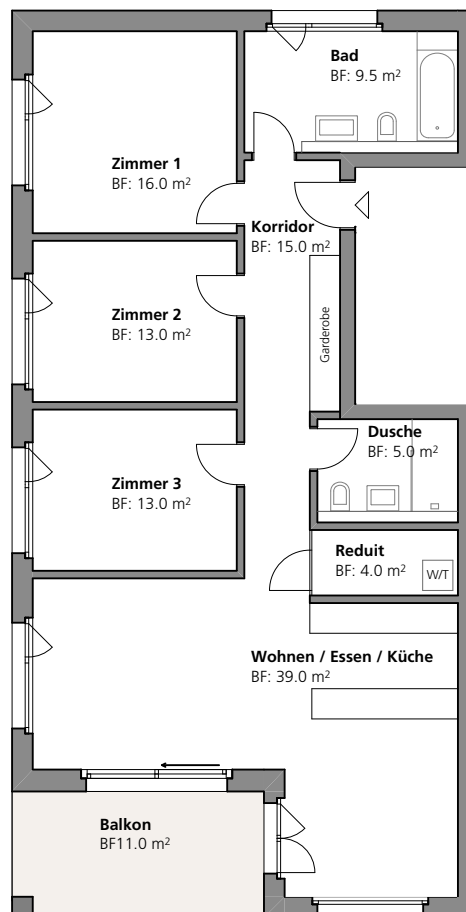 Bad
BF: 9.5 m²
Zimmer 1
BF: 16.0 m²
Korridor
BF: 15.0 m²
Zimmer 2
BF: 13.0 m²
Garderobe
Dusche
BF: 5.0 m²
Zimmer 3
BF: 13.0 m²
Reduit
BF: 4.0 m²
W/T
Wohnen / Essen / Küche
BF: 39.0 m²
Balkon
BF11.0 m²